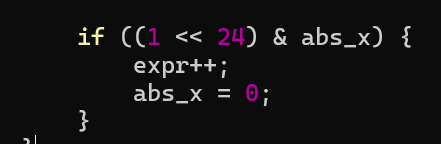 if ((1 << 24) & abs_x) {
expr++;
abs_x = 0;
}
}